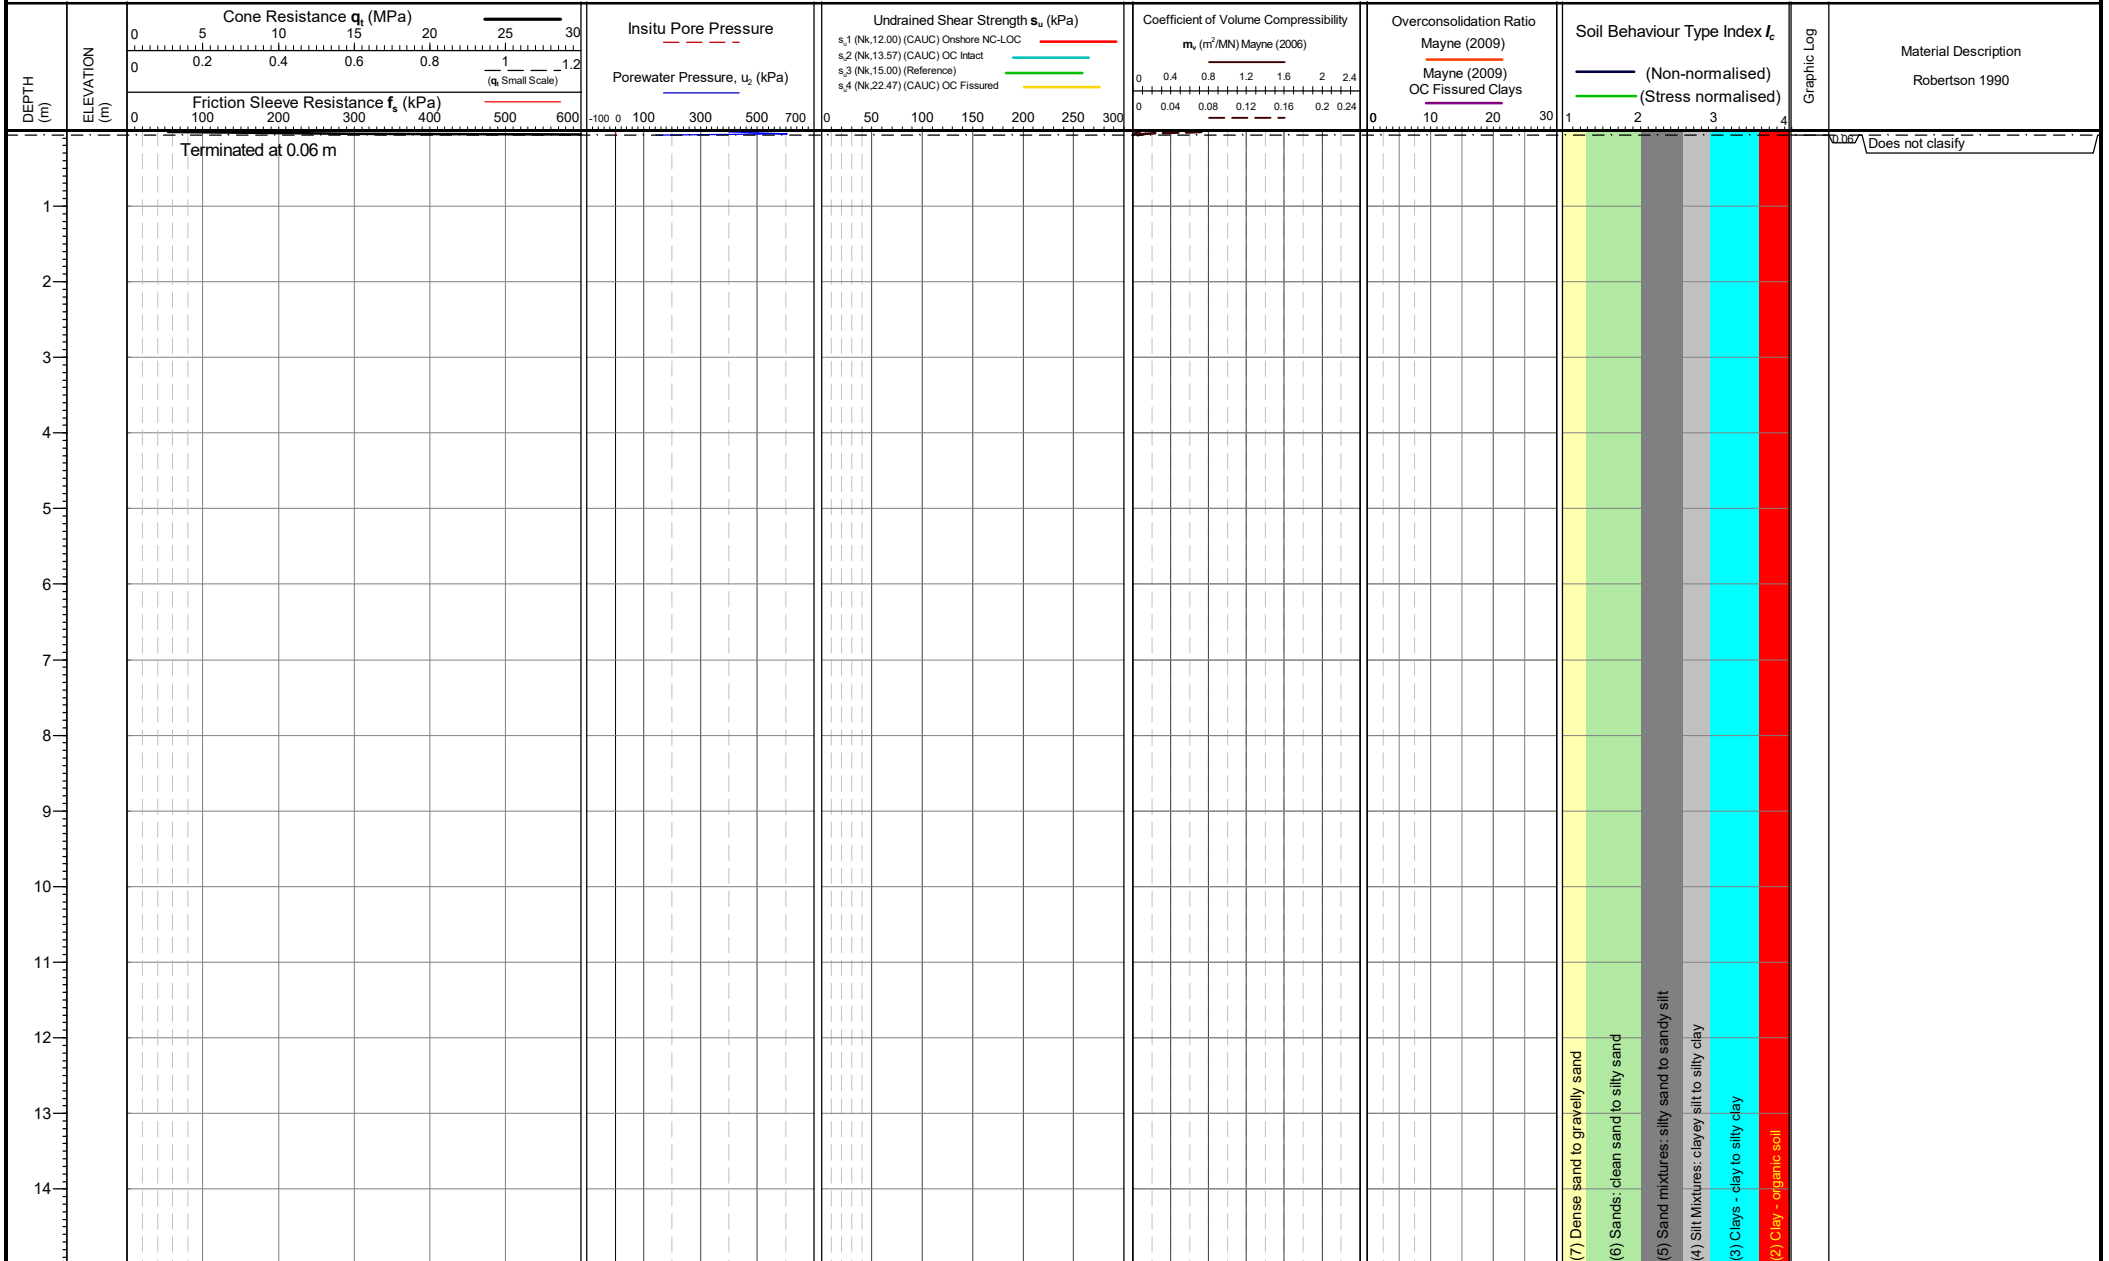 DEPTH (m)
ELEVATION (m)
Cone Resistance qt (MPa)
0 5 10 15 20 25 30
0 0.2 0.4 0.6 0.8 1 1.2
(qt Small Scale)
Friction Sleeve Resistance fs (kPa)
0 100 200 300 400 500 600
Insitu Pore Pressure
Porewater Pressure, u2 (kPa)
-100 0 100 300 500 700
Undrained Shear Strength su (kPa)
su1 (Nk,12.00) (CAUC) Onshore NC-LOC
su2 (Nk,13.57) (CAUC) OC Intact
su3 (Nk,15.00) (Reference)
su4 (Nk,22.47) (CAUC) OC Fissured
0 50 100 150 200 250 300
Coefficient of Volume Compressibility
mv (m2/MN) Mayne (2006)
0 0.4 0.8 1.2 1.6 2 2.4
0 0.04 0.08 0.12 0.16 0.2 0.24
Overconsolidation Ratio
Mayne (2009)
Mayne (2009)
OC Fissured Clays
0 10 20 30
Soil Behaviour Type Index Ic
(Non-normalised)
(Stress normalised)
1 2 3 4
Graphic Log
Material Description
Robertson 1990
Terminated at 0.06 m
0.06
Does not clasify
1
2
3
4
5
6
7
8
9
10
11
12
13
14
(7) Dense sand to gravelly sand
(6) Sands: clean sand to silty sand
(5) Sand mixtures: silty sand to sandy silt
(4) Silt Mixtures: clayey silt to silty clay
(3) Clays - clay to silty clay
(2) Clay - organic soil